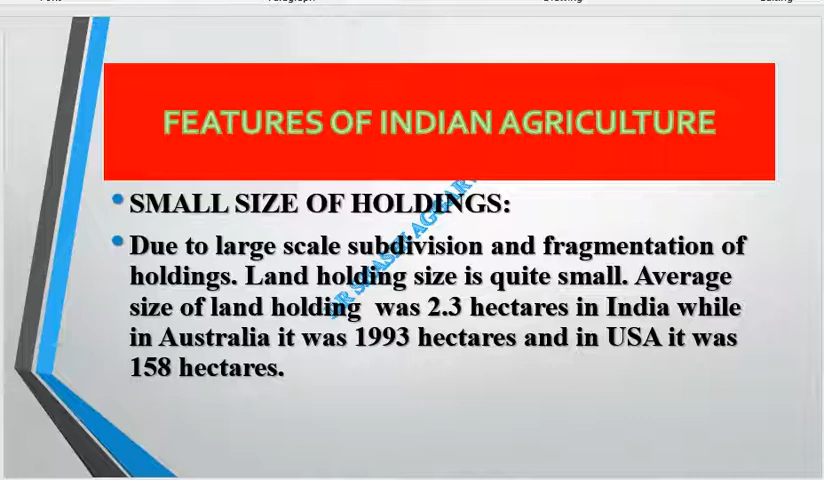 FEATURES OF INDIAN AGRICULTURE
• SMALL SIZE OF HOLDINGS:
• Due to large scale subdivision and fragmentation of
holdings. Land holding size is quite small. Average
size of land holding was 2.3 hectares in India while
in Australia it was 1993 hectares and in USA it was
158 hectares.